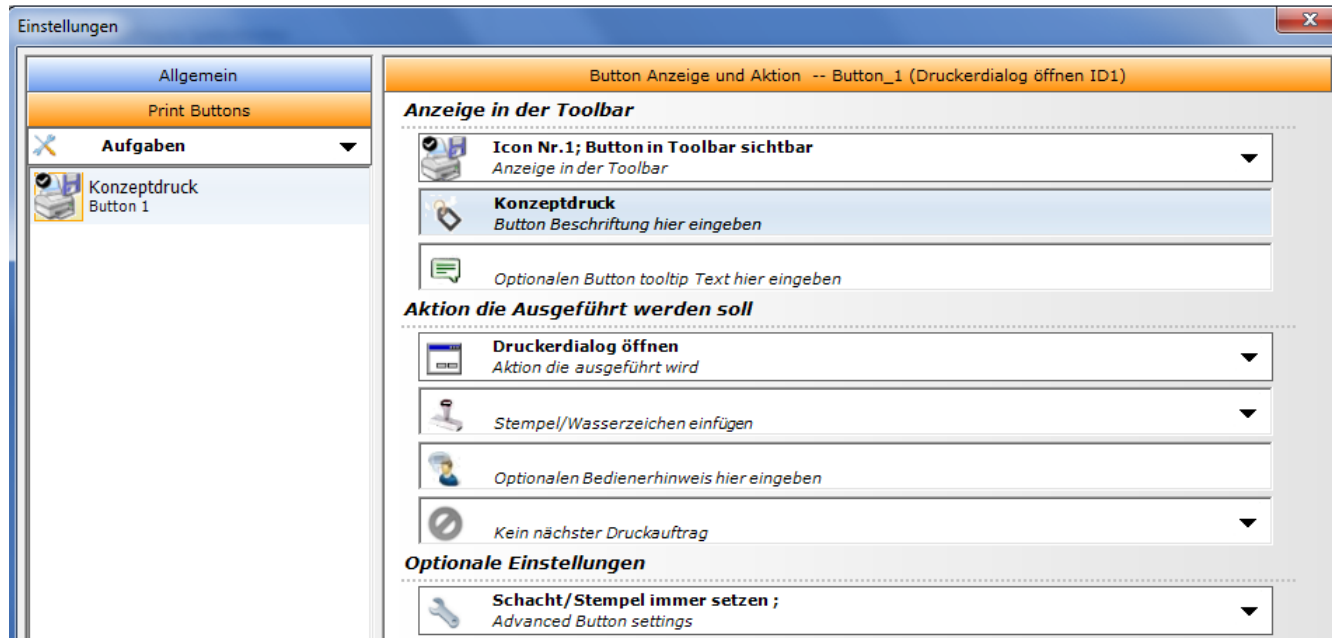 Einstellungen
x
Allgemein
Print Buttons
Aufgaben
Konzeptdruck
Button 1
Button Anzeige und Aktion -- Button_1 (Druckerdialog öffnen ID1)
Anzeige in der Toolbar
Icon Nr.1; Button in Toolbar sichtbar
Anzeige in der Toolbar
Konzeptdruck
Button Beschriftung hier eingeben
Optionalen Button tooltip Text hier eingeben
Aktion die Ausgeführt werden soll
Druckerdialog öffnen
Aktion die ausgeführt wird
Stempel/Wasserzeichen einfügen
Optionalen Bedienerhinweis hier eingeben
Kein nächster Druckauftrag
Optionale Einstellungen
Schacht/Stempel immer setzen ;
Advanced Button settings